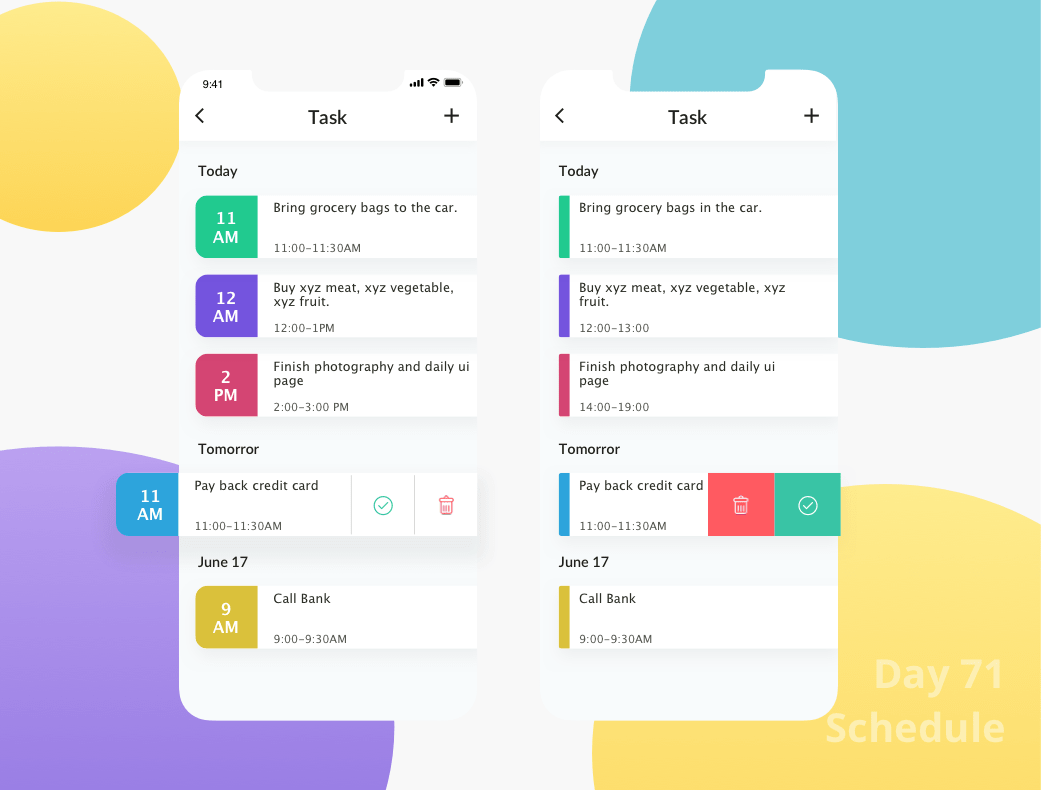 9:41
Task
Today
11
AM
Bring grocery bags to the car.
11:00-11:30AM
12
AM
Buy xyz meat, xyz vegetable,
xyz fruit.
12:00-1PM
2
PM
Finish photography and daily ui
page
2:00-3:00 PM
Tomorror
11
AM
Pay back credit card
11:00-11:30AM
June 17
9
AM
Call Bank
9:00-9:30AM
Task
Today
Bring grocery bags in the car.
11:00-11:30AM
Buy xyz meat, xyz vegetable, xyz
fruit.
12:00-13:00
Finish photography and daily ui
page
14:00-19:00
Tomorror
Pay back credit card
11:00-11:30AM
June 17
Call Bank
9:00-9:30AM
Day 71
Schedule